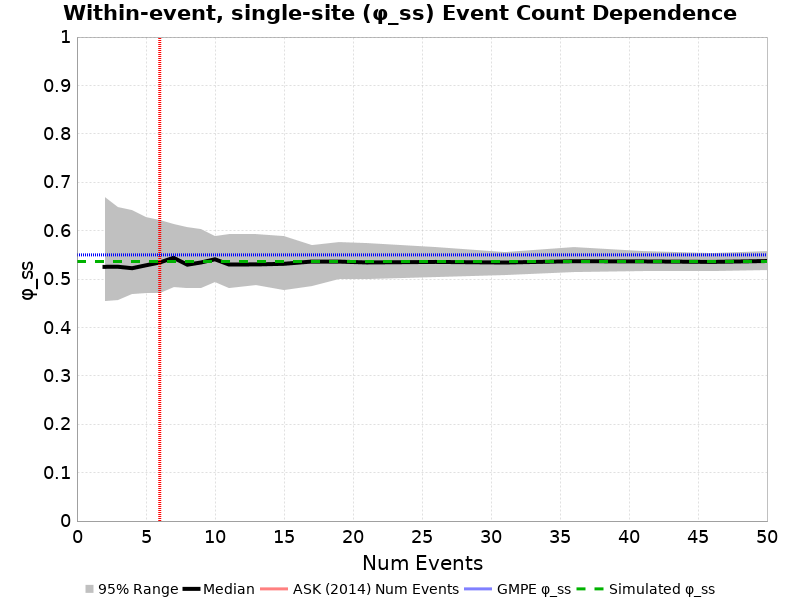 Within-event, single-site (φ_ss) Event Count Dependence
1
0.9
0.8
0.7
0.6
0.5
0.4
0.3
0.2
0.1
0
φ_ss
0 5 10 15 20 25 30 35 40 45 50
Num Events
95% Range Median ASK (2014) Num Events GMPE φ_ss Simulated φ_ss